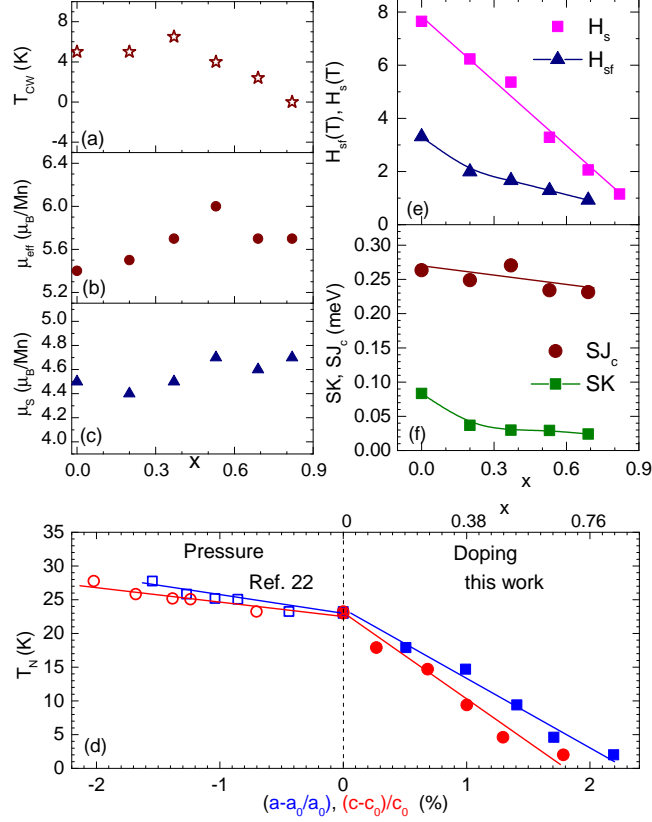 8
4
0
-4
T_CW (K)
(a)
6.4
6.0
5.6
5.2
μ_eff (μ_B/Mn)
(b)
4.8
4.6
4.4
4.2
4.0
μ_S (μ_B/Mn)
(c)
0.0 0.3 0.6 0.9
x
8
6
4
2
0
H_sf(T), H_s(T)
H_s
H_sf
(e)
0.30
0.25
0.20
0.15
0.10
0.05
0.00
SK, SJ_c (meV)
SJ_c
SK
(f)
0.0 0.3 0.6 0.9
x
x
0 0.38 0.76
35
30
25
20
15
10
5
0
T_N (K)
Pressure Doping
Ref. 22 this work
(d)
-2 -1 0 1 2
(a-a_0/a_0), (c-c_0)/c_0 (%)